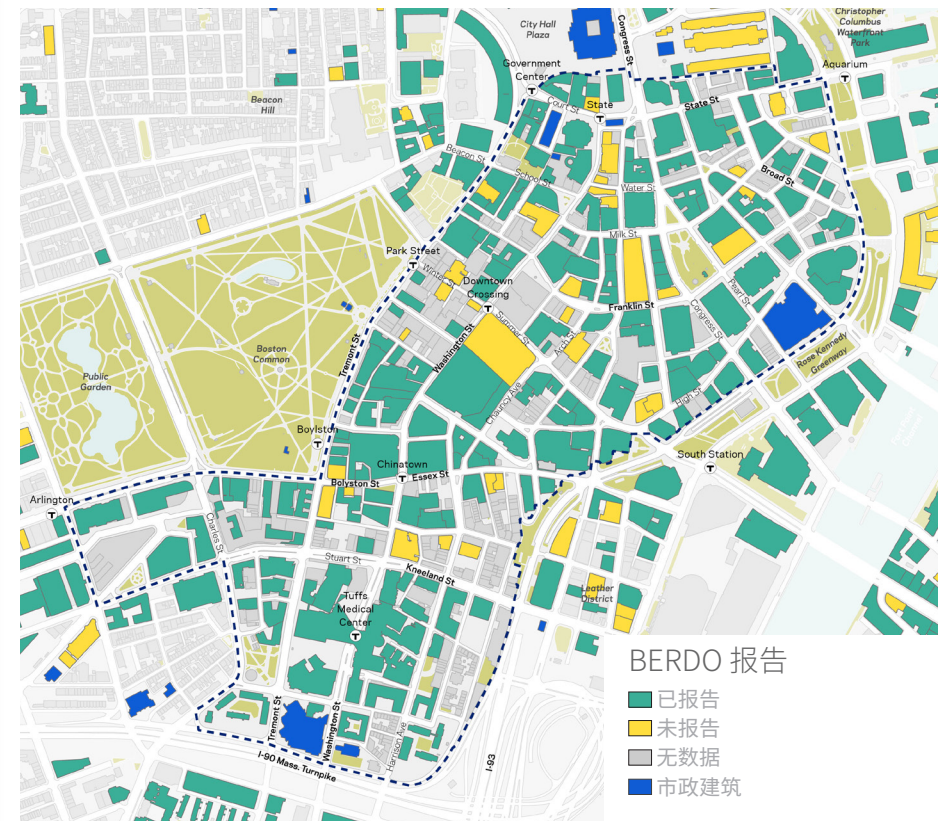 City Hall
Plaza
Congress St
Christopher
Columbus
Waterfront
Park
Government
Center
Aquarium
Beacon
Hill
Court St
State
State St
Beacon St
School St
Water St
Broad St
Milk St
Park Street
Winter St
Downtown
Crossing
Franklin St
Pearl St
Congress St
Summer St
Arch St
Washington St
Tremont St
Boston
Common
Public
Garden
Rose Kennedy
Greenway
Chauncy Ave
High St
Boylston
Chinatown
South Station
Bolyston St
Essex St
Arlington
Charles St
Stuart St
Kneeland St
Leather
District
Tuffs
Medical
Center
Tremont St
Washington St
Harrison Ave
I-90 Mass. Turnpike
I-93
BERDO 报告
已报告
未报告
无数据
市政建筑